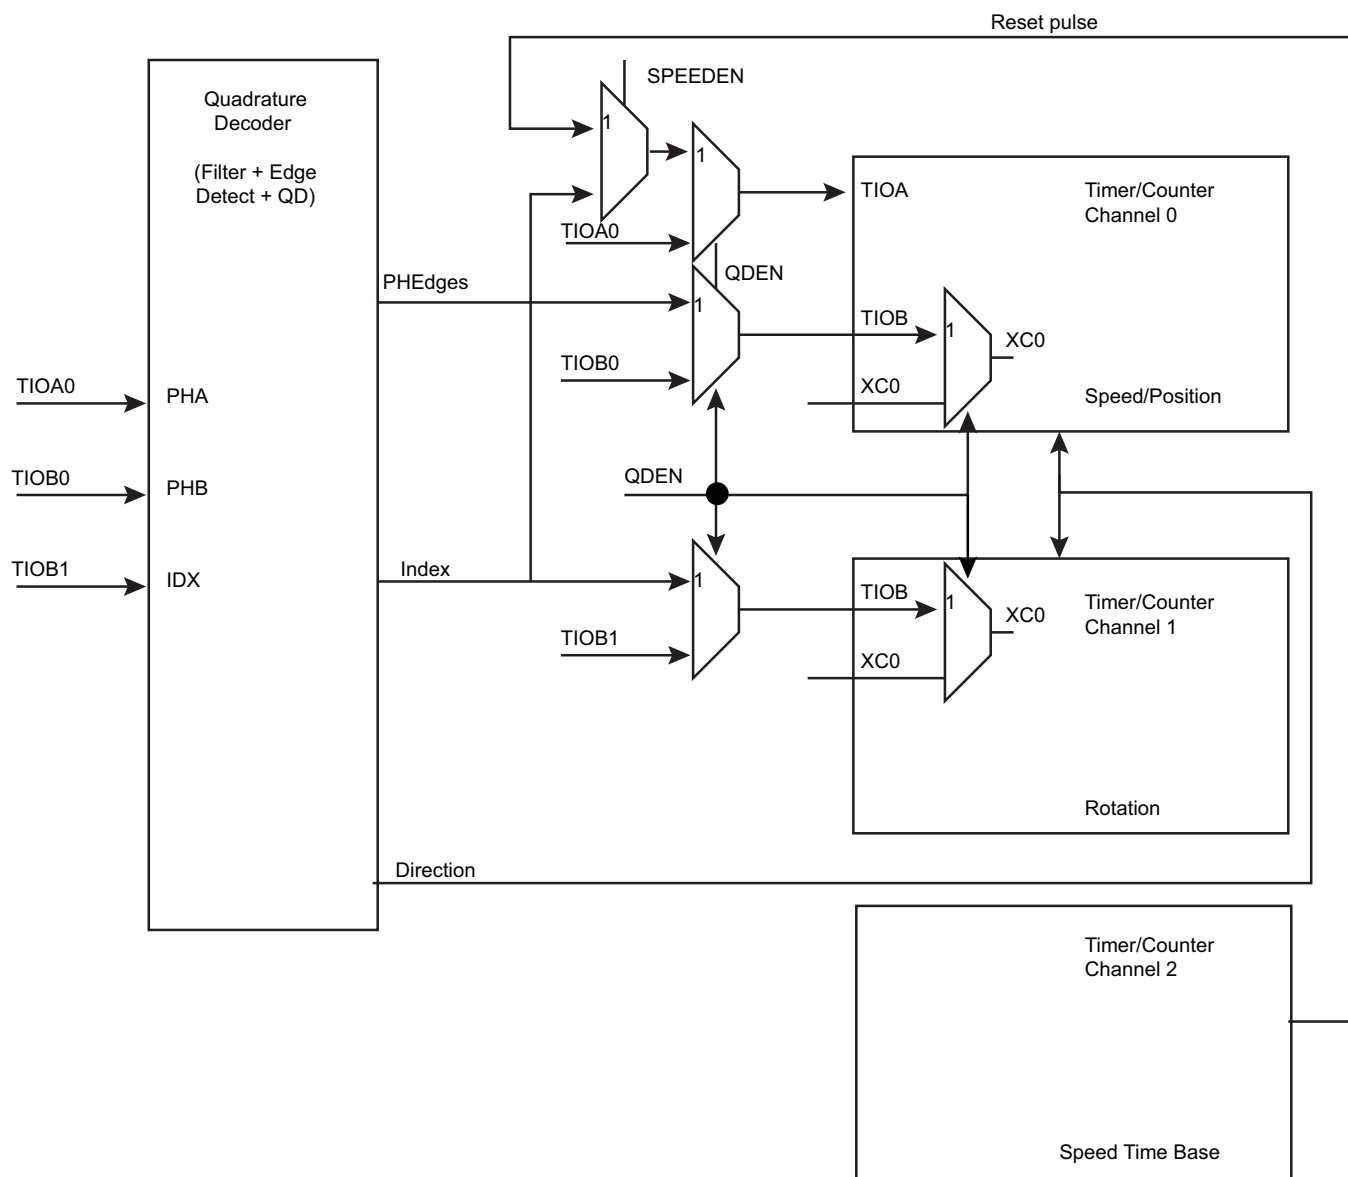 Reset pulse
SPEEDEN
Quadrature
Decoder
(Filter + Edge
Detect + QD)
1
1
TIOA
Timer/Counter
Channel 0
TIOA0
QDEN
PHEdges
1
TIOB
1
XC0
TIOB0
XC0
Speed/Position
TIOA0
PHA
QDEN
TIOB0
PHB
TIOB1
IDX
Index
1
TIOB
1
XC0
Timer/Counter
Channel 1
TIOB1
XC0
Rotation
Direction
Timer/Counter
Channel 2
Speed Time Base